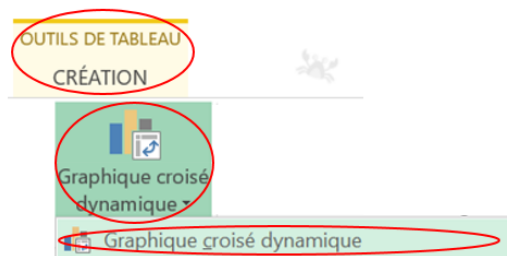 OUTILS DE TABLEAU
CRÉATION
Graphique croisé
dynamique
Graphique croisé dynamique